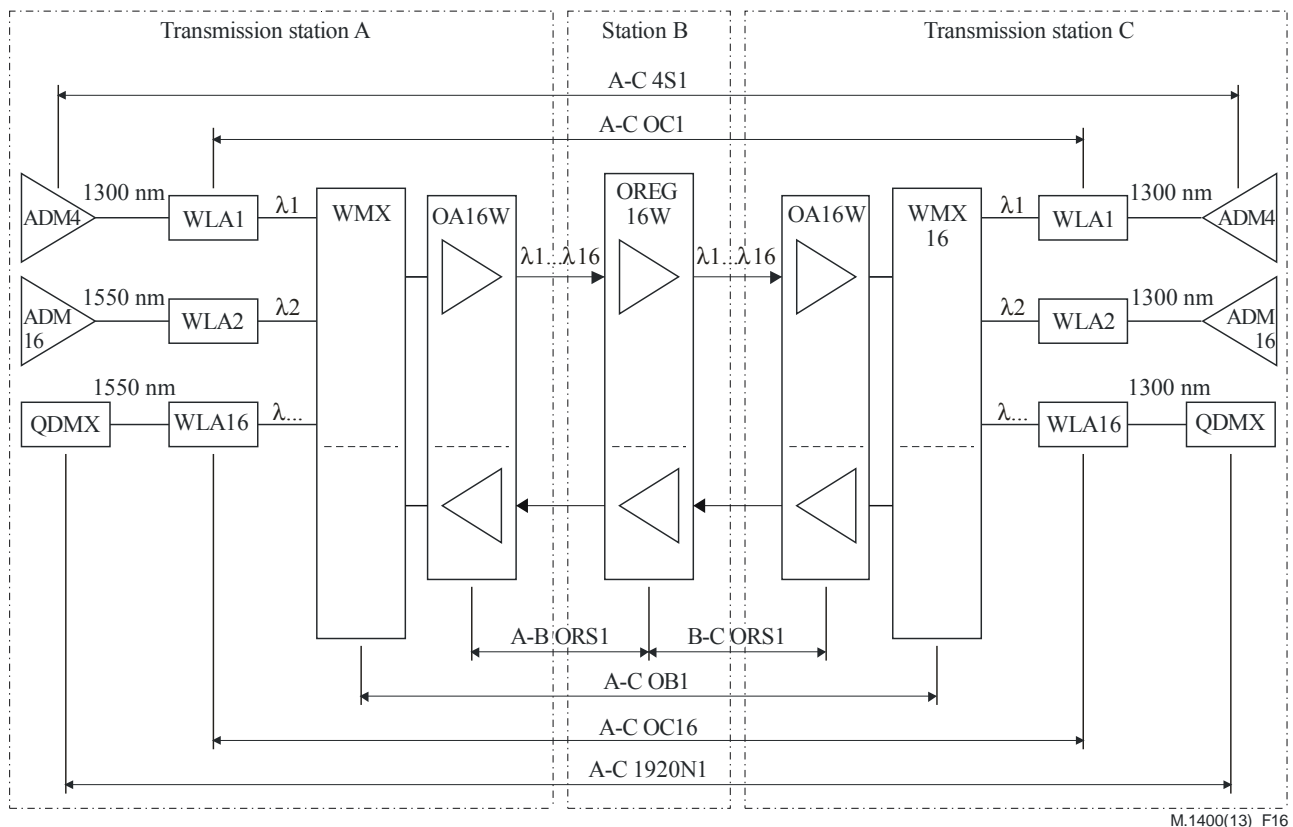 Transmission station A
Station B
Transmission station C
A-C 4S1
A-C OC1
ADM4
1300 nm
WLA1
λ1
WMX
OA16W
λ1...λ16
OREG
16W
λ1...λ16
OA16W
WMX
16
λ1
WLA1
1300 nm
ADM4
ADM
16
1550 nm
WLA2
λ2
λ2
WLA2
1300 nm
ADM
16
QDMX
1550 nm
WLA16
λ...
λ...
WLA16
1300 nm
QDMX
A-B ORS1
B-C ORS1
A-C OB1
A-C OC16
A-C 1920N1
M.1400(13)_F16